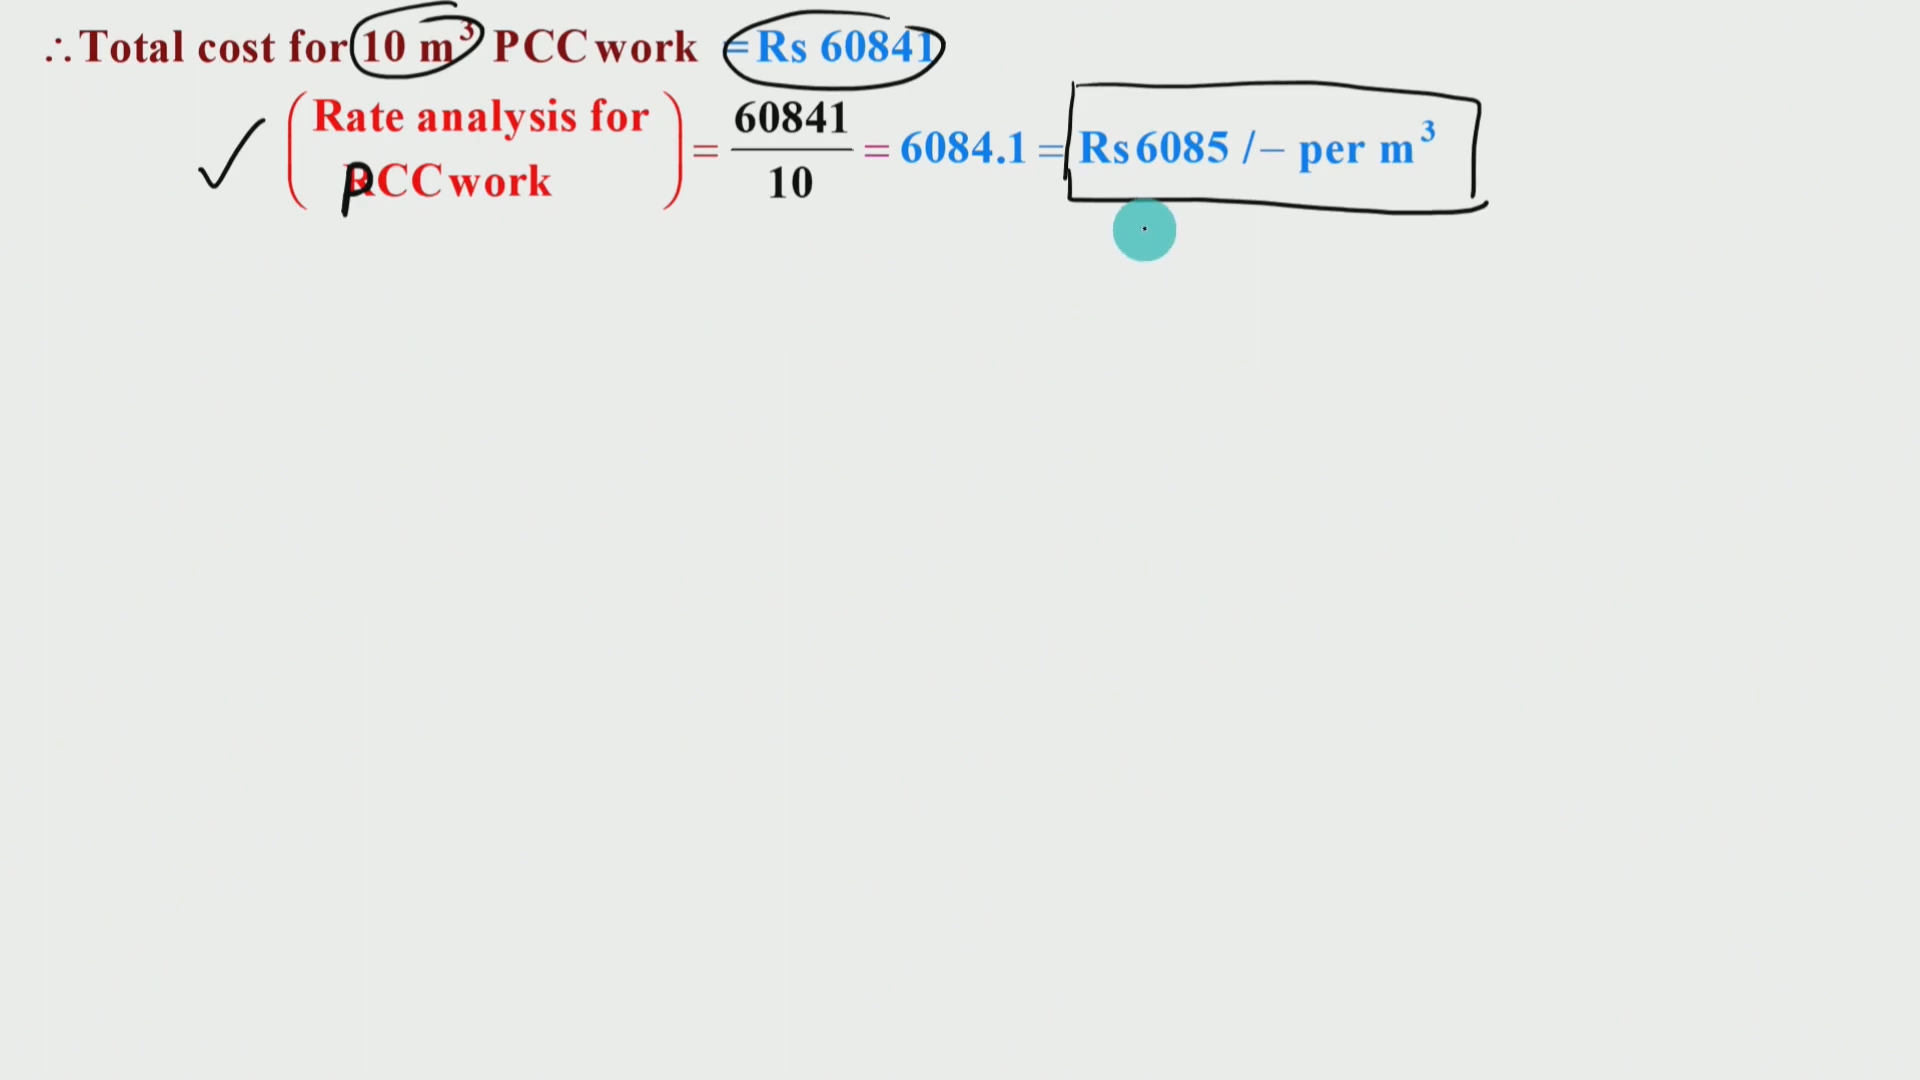 ∴ Total cost for 10 m³ PCC work = Rs 60841
(Rate analysis for PCC work) = 60841/10 = 6084.1 = Rs 6085 /– per m³